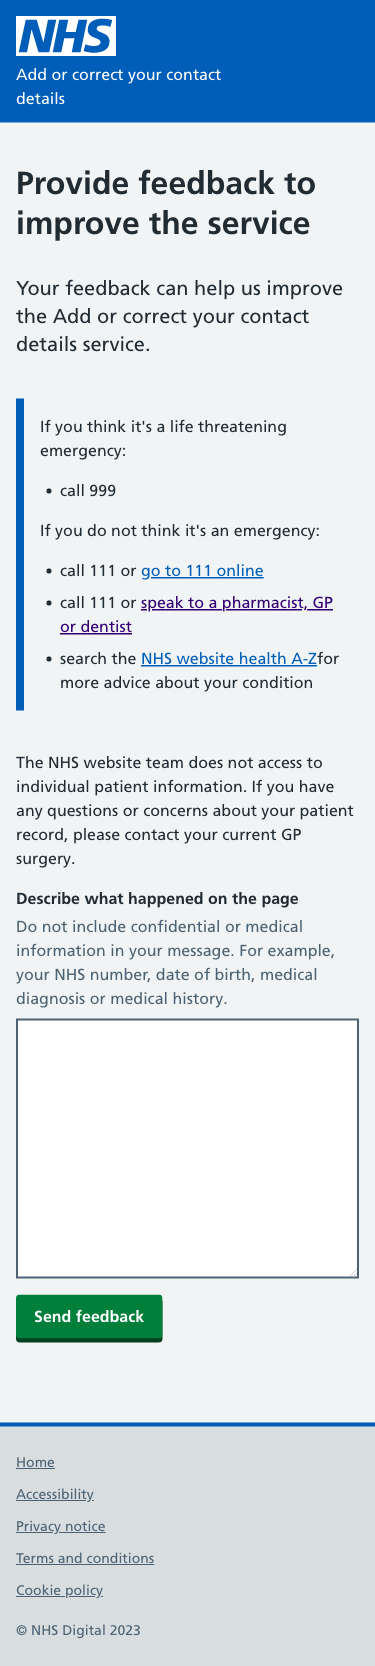 NHS
Add or correct your contact
details
Provide feedback to
improve the service
Your feedback can help us improve
the Add or correct your contact
details service.
If you think it's a life threatening
emergency:
• call 999
If you do not think it's an emergency:
• call 111 or go to 111 online
• call 111 or speak to a pharmacist, GP
or dentist
• search the NHS website health A-Zfor
more advice about your condition
The NHS website team does not access to
individual patient information. If you have
any questions or concerns about your patient
record, please contact your current GP
surgery.
Describe what happened on the page
Do not include confidential or medical
information in your message. For example,
your NHS number, date of birth, medical
diagnosis or medical history.
Send feedback
Home
Accessibility
Privacy notice
Terms and conditions
Cookie policy
© NHS Digital 2023